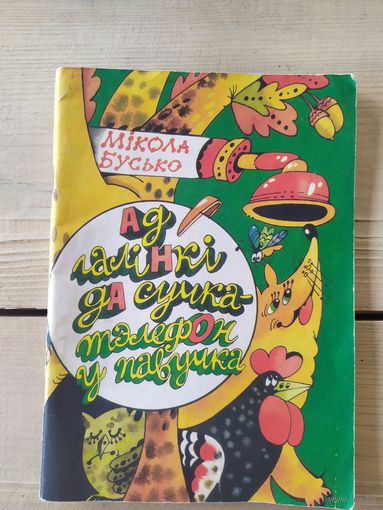 Мікола
Бусько
Ад
галінкі
да сучка-
тэлефон
у павучка